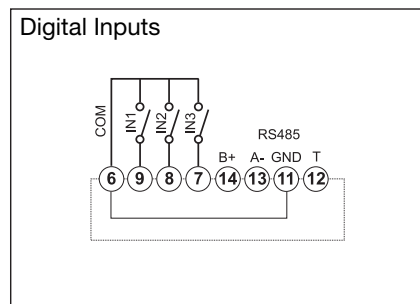 Digital Inputs
COM
IN1
IN2
IN3
RS485
B+ A- GND T
6 9 8 7 14 13 11 12